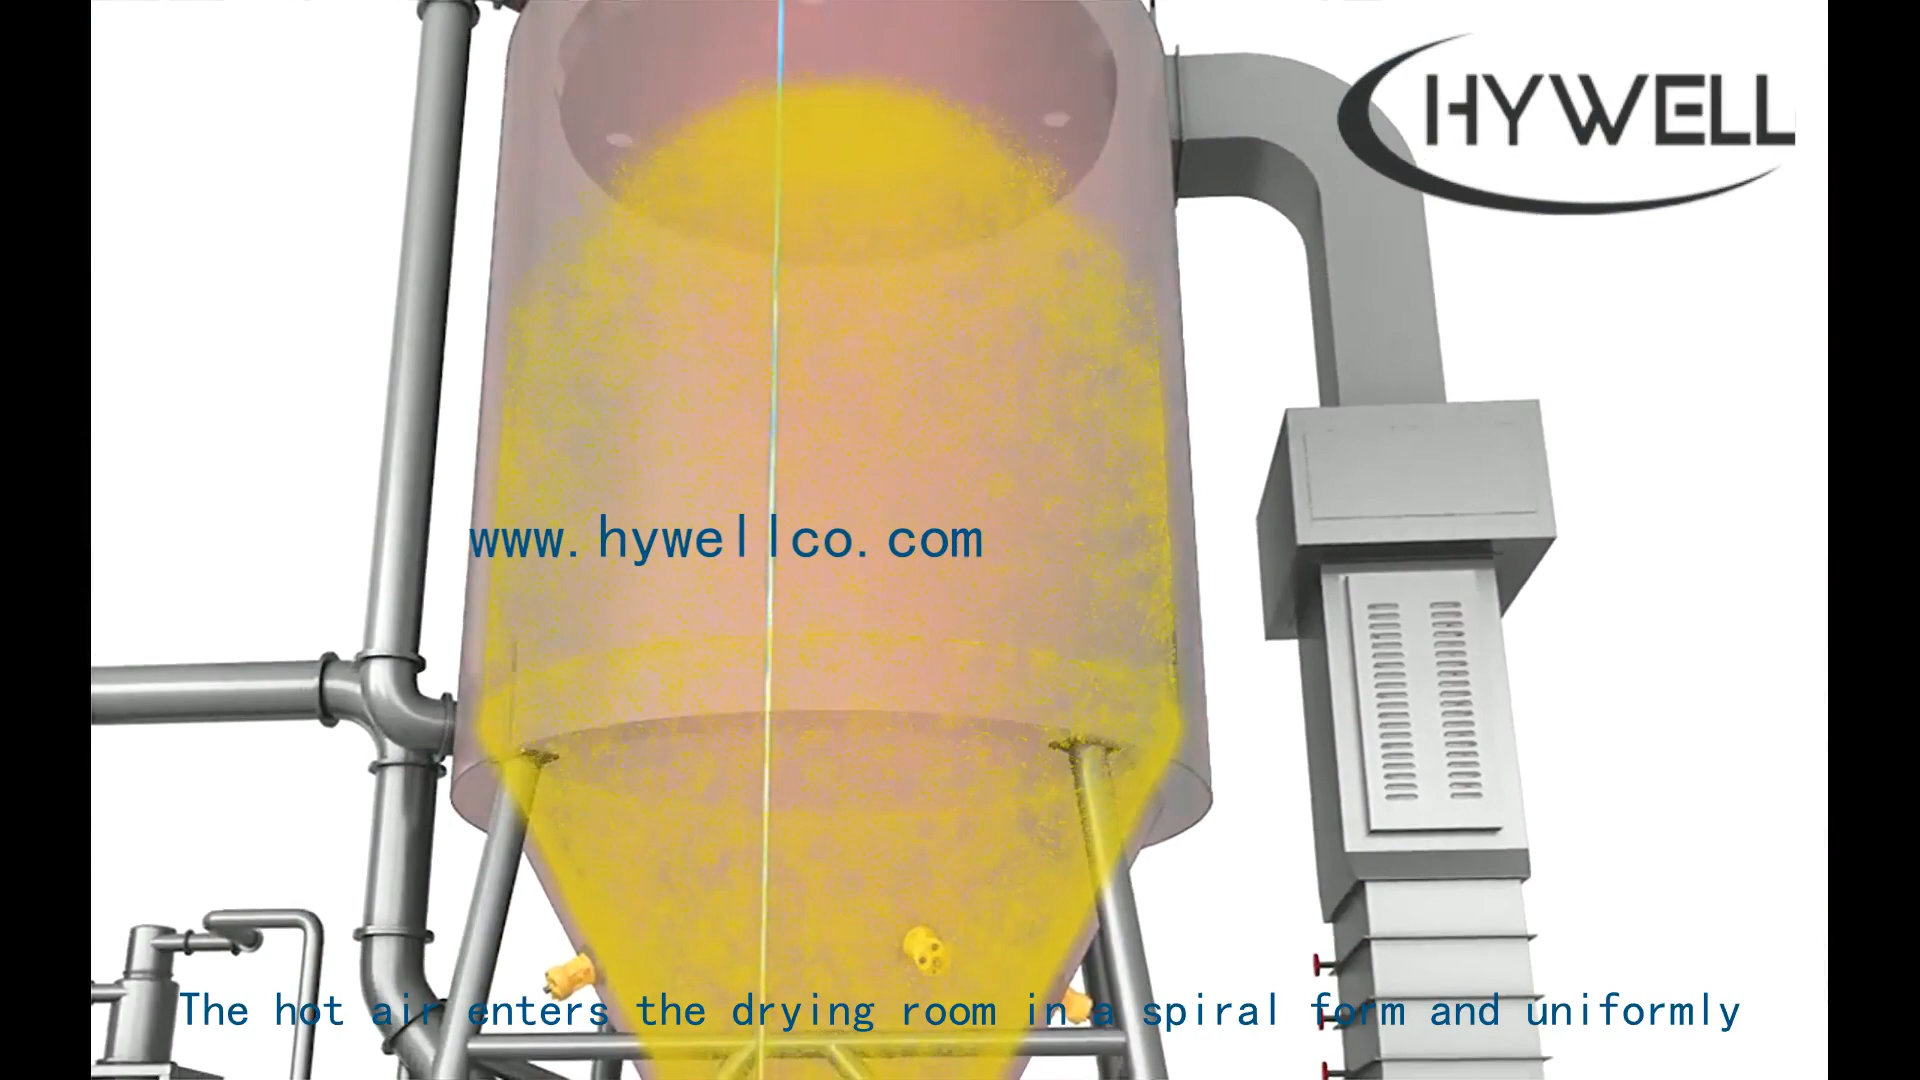 HYWELL
www.hywellco.com
The hot air enters the drying room in a spiral form and uniformly